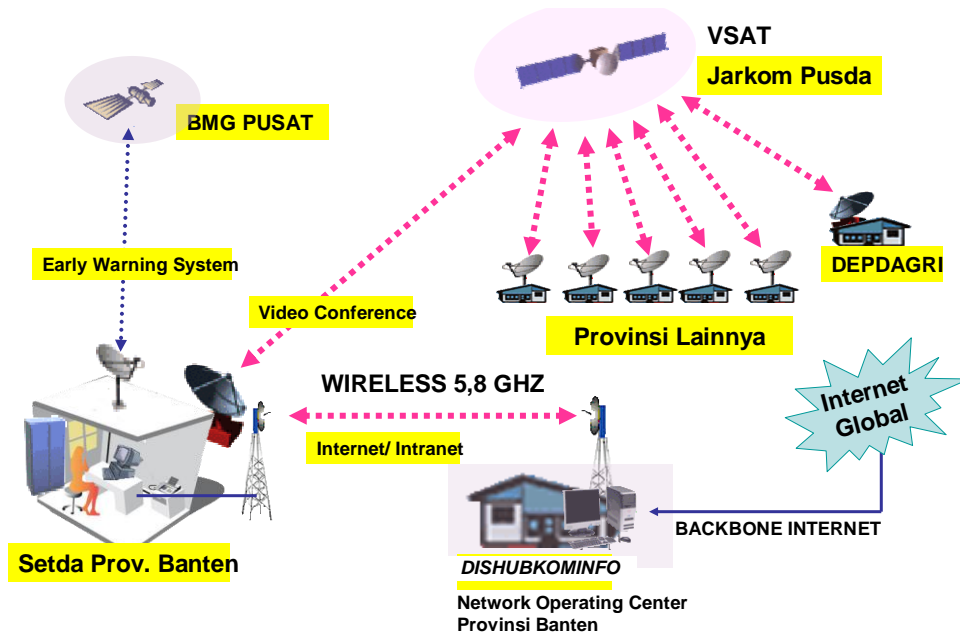 VSAT
Jarkom Pusda
BMG PUSAT
Early Warning System
DEPDAGRI
Video Conference
Provinsi Lainnya
WIRELESS 5,8 GHZ
Internet
Global
Internet/ Intranet
BACKBONE INTERNET
Setda Prov. Banten
DISHUBKOMINFO
Network Operating Center
Provinsi Banten